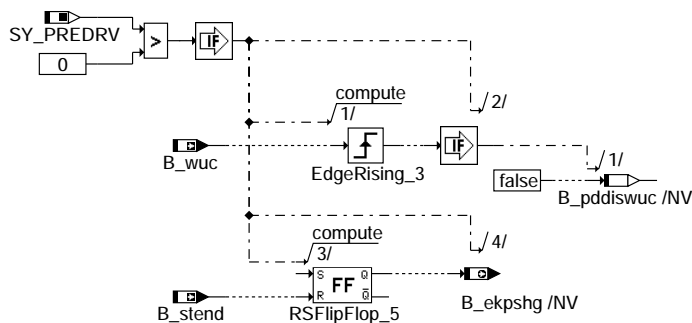 SY_PREDRV
>
IF
0
compute
2/
1/
B_wuc
EdgeRising_3
IF
1/
false
B_pddiswuc /NV
compute
3/
4/
S
Q
FF
R
Q̅
B_stend
RSFlipFlop_5
B_ekpshg /NV